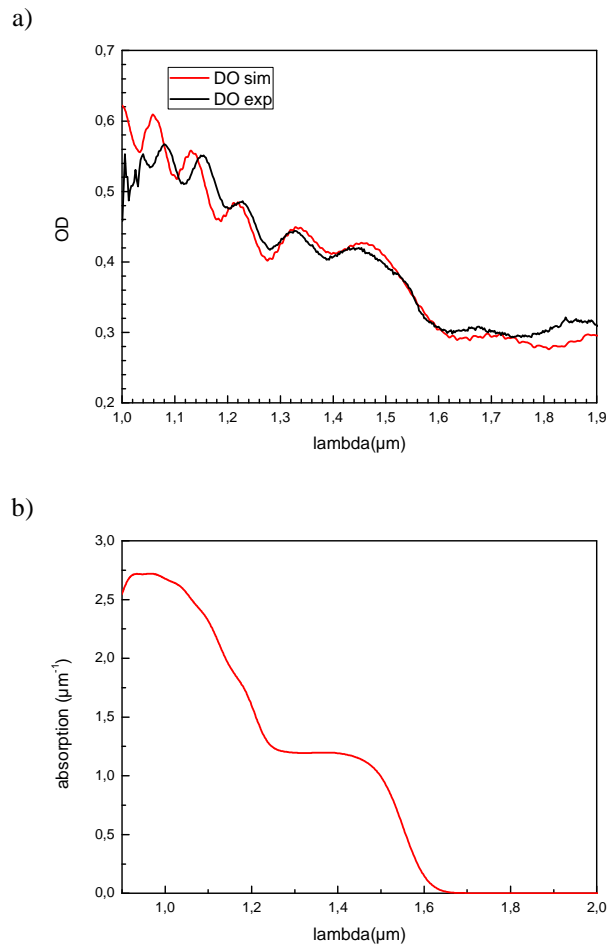 a)
0,7
DO sim
DO exp
0,6
0,5
OD
0,4
0,3
0,2
1,0 1,1 1,2 1,3 1,4 1,5 1,6 1,7 1,8 1,9
lambda(µm)
b)
3,0
2,5
2,0
absorption (µm-1)
1,5
1,0
0,5
0,0
1,0 1,2 1,4 1,6 1,8 2,0
lambda(µm)